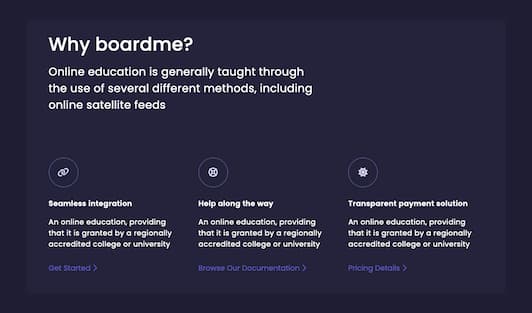 Why boardme?
Online education is generally taught through
the use of several different methods, including
online satellite feeds
Seamless integration
An online education, providing
that it is granted by a regionally
accredited college or university
Get Started
Help along the way
An online education, providing
that it is granted by a regionally
accredited college or university
Browse Our Documentation
Transparent payment solution
An online education, providing
that it is granted by a regionally
accredited college or university
Pricing Details